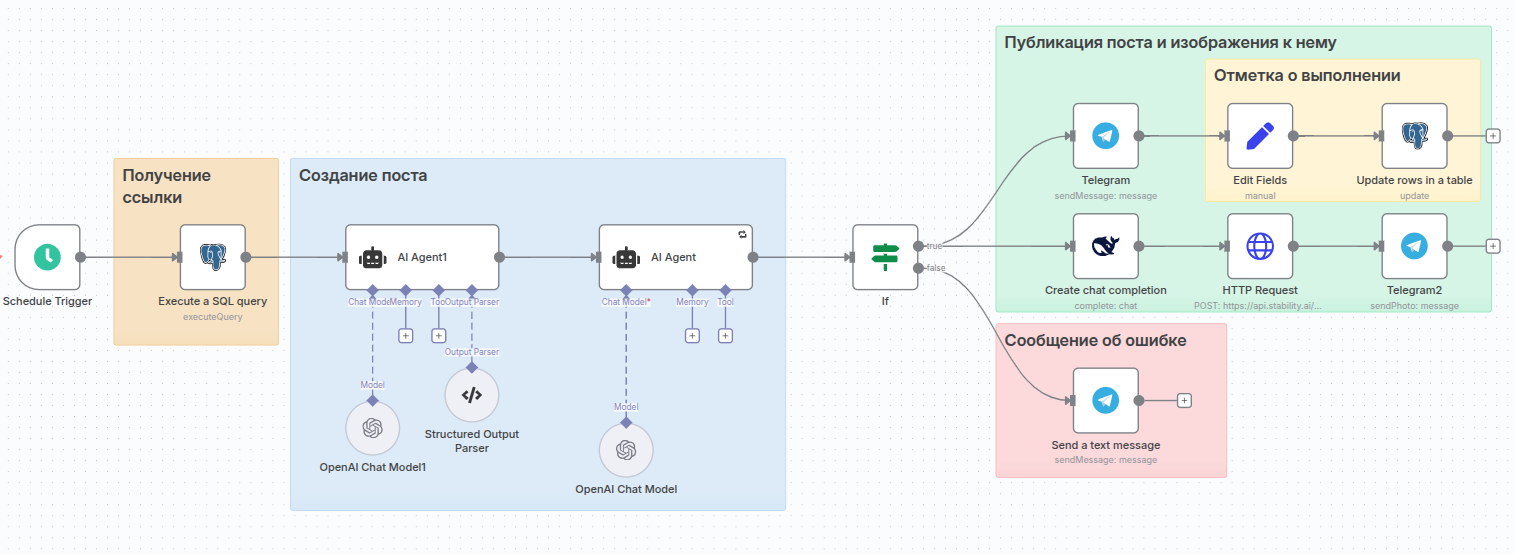 Публикация поста и изображения к нему
Отметка о выполнении
Telegram
sendMessage: message
Edit Fields
manual
Update rows in a table
update
Получение
ссылки
Создание поста
Schedule Trigger
Execute a SQL query
executeQuery
AI Agent1
Chat Mode
Memory
Too
Output Parser
AI Agent
Chat Model*
Memory
Tool
If
true
false
Create chat completion
complete: chat
HTTP Request
POST: https://api.stability.ai/...
Telegram2
sendPhoto: message
Output Parser
Model
Structured Output
Parser
OpenAI Chat Model1
Model
OpenAI Chat Model
Сообщение об ошибке
Send a text message
sendMessage: message